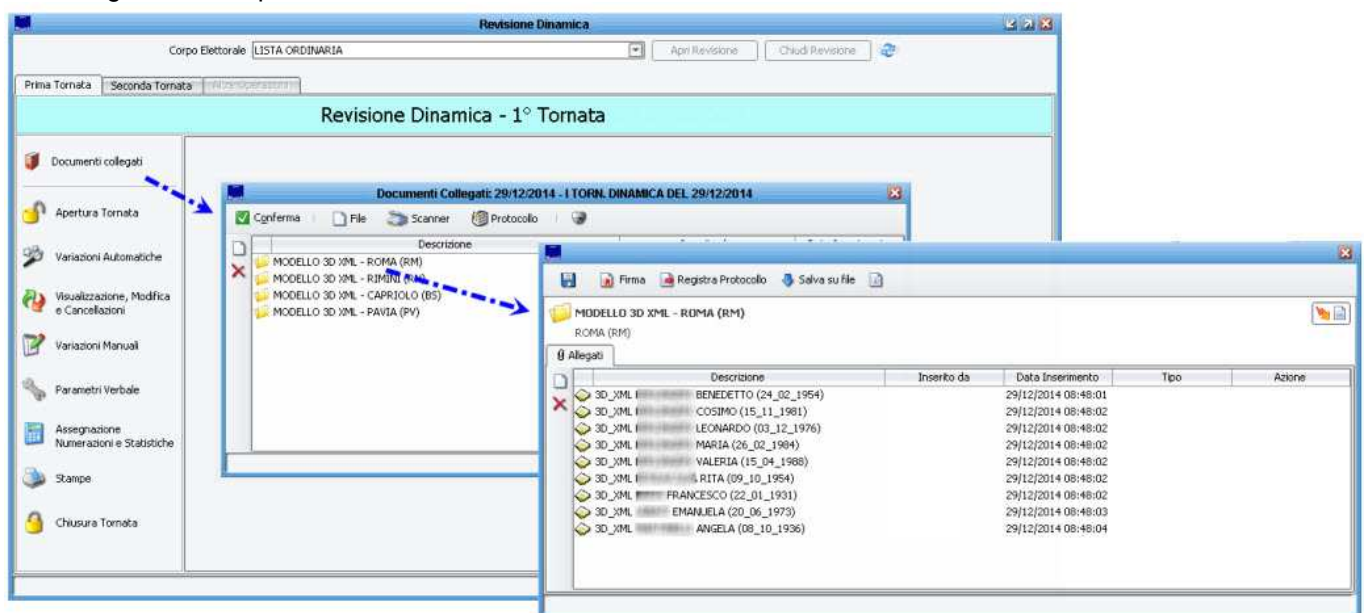 Revisione Dinamica
Corpo Elettorale LISTA ORDINARIA Apri Revisione Chiudi Revisione
Prima Tornata Seconda Tornata Altre Operazioni
Revisione Dinamica - 1° Tornata
Documenti collegati
Apertura Tornata
Variazioni Automatiche
Visualizzazione, Modifica
e Cancellazioni
Variazioni Manuali
Parametri Verbale
Assegnazione
Numerazioni e Statistiche
Stampe
Chiusura Tornata
Documenti Collegati: 29/12/2014 - I TORN. DINAMICA DEL 29/12/2014
Conferma File Scanner Protocollo
Descrizione
MODELLO 3D XML - ROMA (RM)
MODELLO 3D XML - RIMINI (RN)
MODELLO 3D XML - CAPRIOLO (BS)
MODELLO 3D XML - PAVIA (PV)
Firma Registra Protocollo Salva su file
MODELLO 3D XML - ROMA (RM)
ROMA (RM)
Allegati
Descrizione Inserito da Data Inserimento Tipo Azione
3D_XML BENEDETTO (24_02_1954) 29/12/2014 08:48:01
3D_XML COSIMO (15_11_1981) 29/12/2014 08:48:02
3D_XML LEONARDO (03_12_1976) 29/12/2014 08:48:02
3D_XML MARIA (26_02_1984) 29/12/2014 08:48:02
3D_XML VALERIA (15_04_1988) 29/12/2014 08:48:02
3D_XML RITA (09_10_1954) 29/12/2014 08:48:02
3D_XML FRANCESCO (22_01_1931) 29/12/2014 08:48:02
3D_XML EMANUELA (20_06_1973) 29/12/2014 08:48:03
3D_XML ANGELA (08_10_1936) 29/12/2014 08:48:04